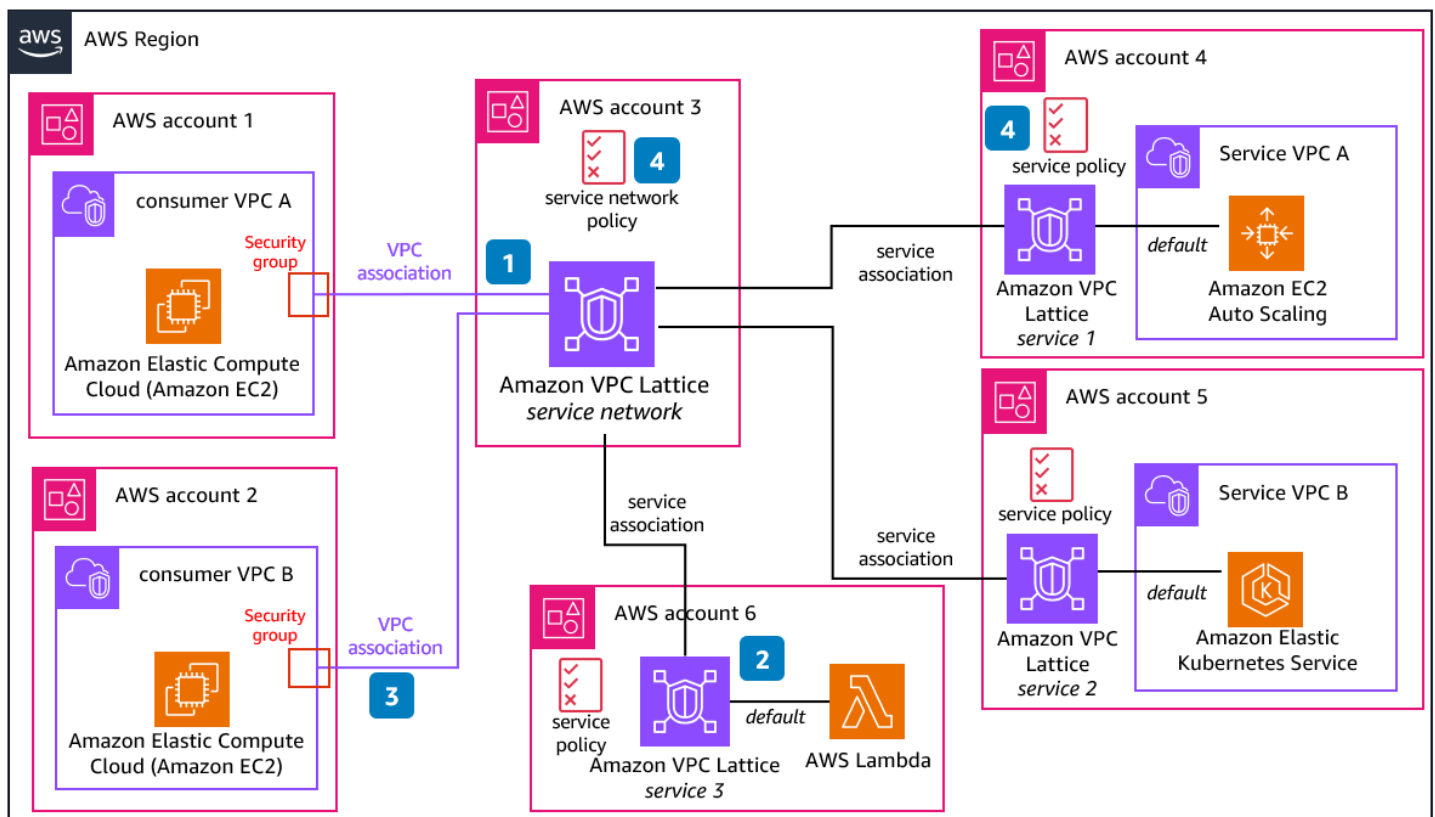 aws
AWS Region
AWS account 1
consumer VPC A
Security
group
Amazon Elastic Compute
Cloud (Amazon EC2)
VPC
association
AWS account 2
consumer VPC B
Security
group
Amazon Elastic Compute
Cloud (Amazon EC2)
VPC
association
3
AWS account 3
4
service network
policy
1
Amazon VPC Lattice
service network
service
association
service
association
service
association
AWS account 4
4
service policy
Amazon VPC
Lattice
service 1
default
Service VPC A
Amazon EC2
Auto Scaling
AWS account 5
service policy
Amazon VPC
Lattice
service 2
default
Service VPC B
K
Amazon Elastic
Kubernetes Service
AWS account 6
2
service
policy
Amazon VPC Lattice
service 3
default
AWS Lambda